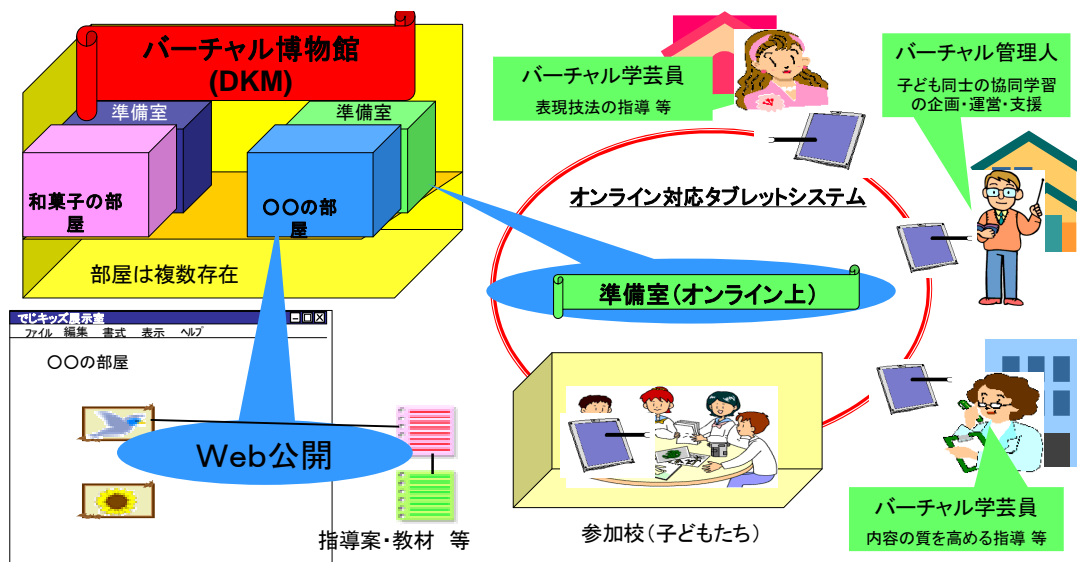 バーチャル博物館
(DKM)
準備室
準備室
和菓子の部
屋
〇〇の部
屋
部屋は複数存在
バーチャル学芸員
表現技法の指導 等
バーチャル管理人
子ども同士の協同学習
の企画・運営・支援
オンライン対応タブレットシステム
準備室(オンライン上)
でじキッズ展示室
ファイル 編集 書式 表示 ヘルプ
〇〇の部屋
Web公開
指導案・教材 等
参加校(子どもたち)
バーチャル学芸員
内容の質を高める指導 等